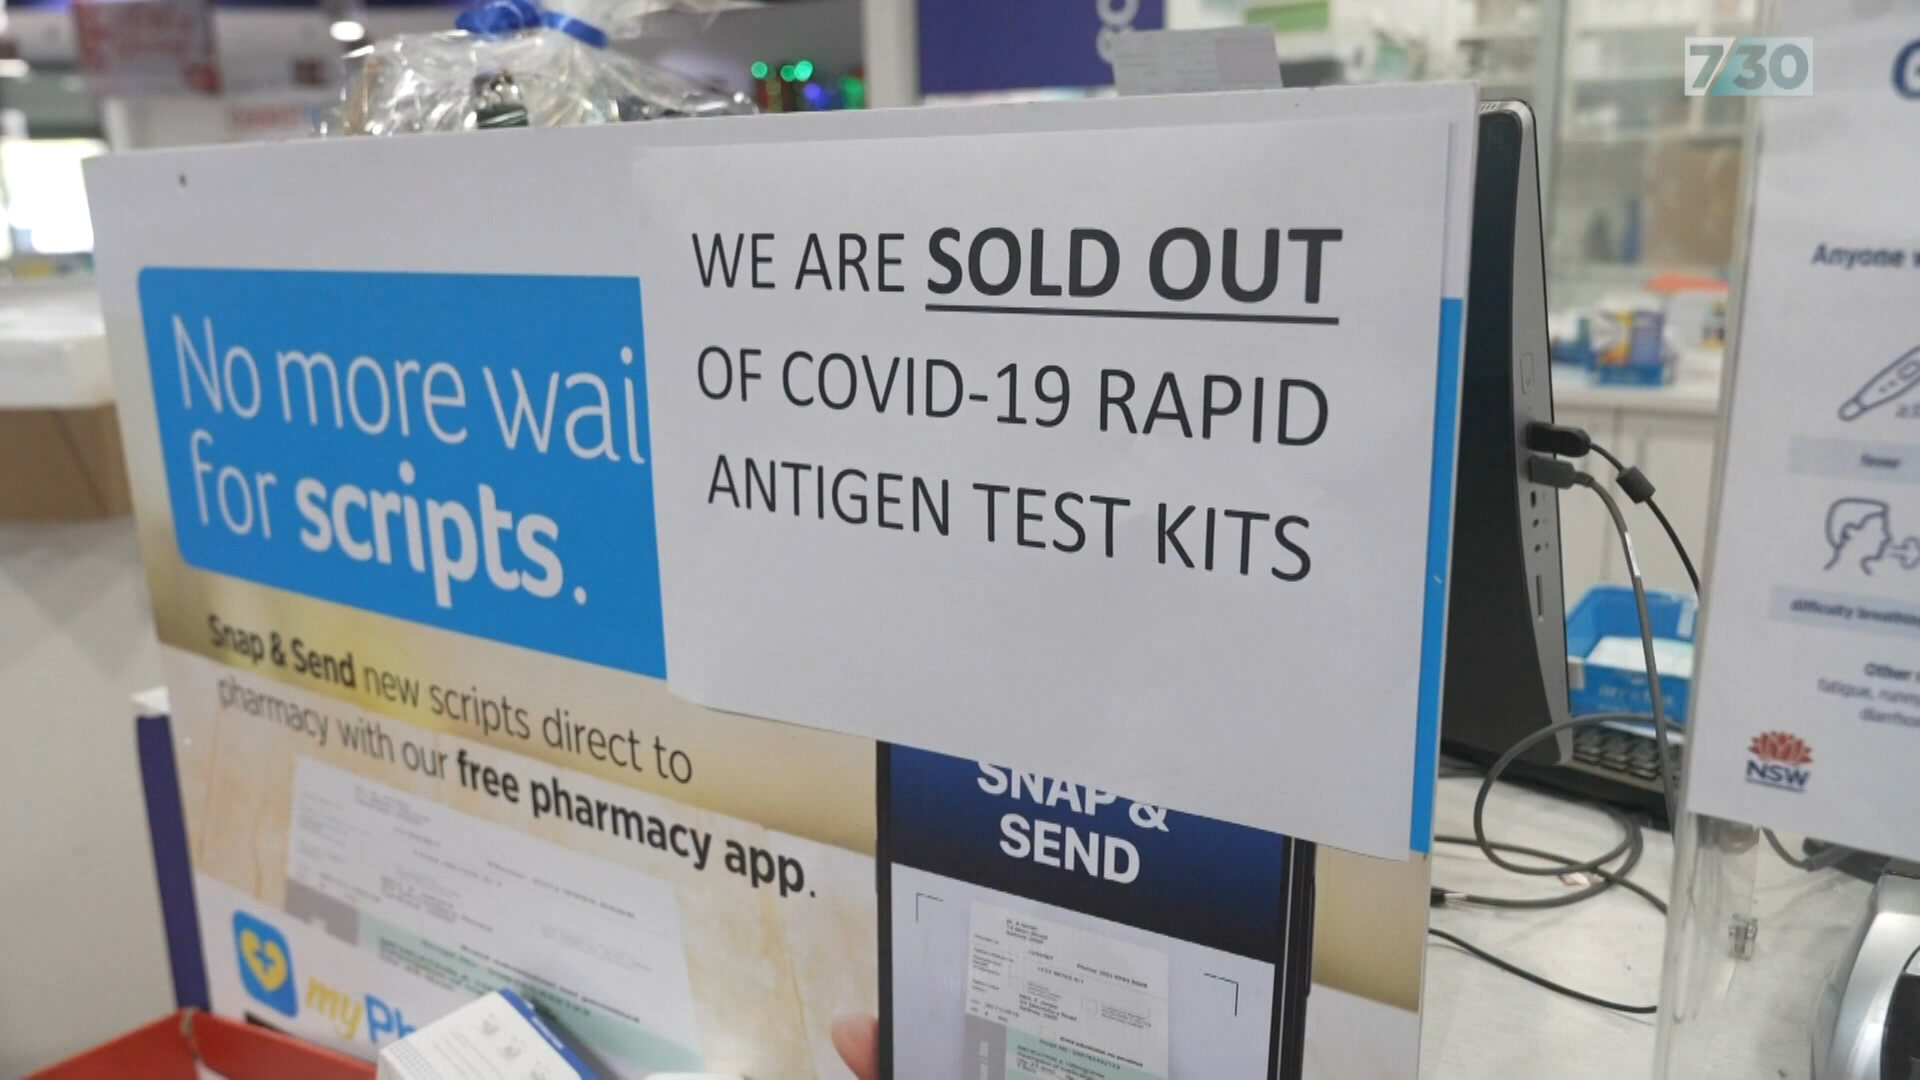 7/30
WE ARE SOLD OUT
OF COVID-19 RAPID
ANTIGEN TEST KITS
No more wai
for scripts.
Snap & Send new scripts direct to
pharmacy with our free pharmacy app.
SNAP &
SEND
myPh
Anyone
fever
difficulty breathing
Other
fatigue, runny
NSW